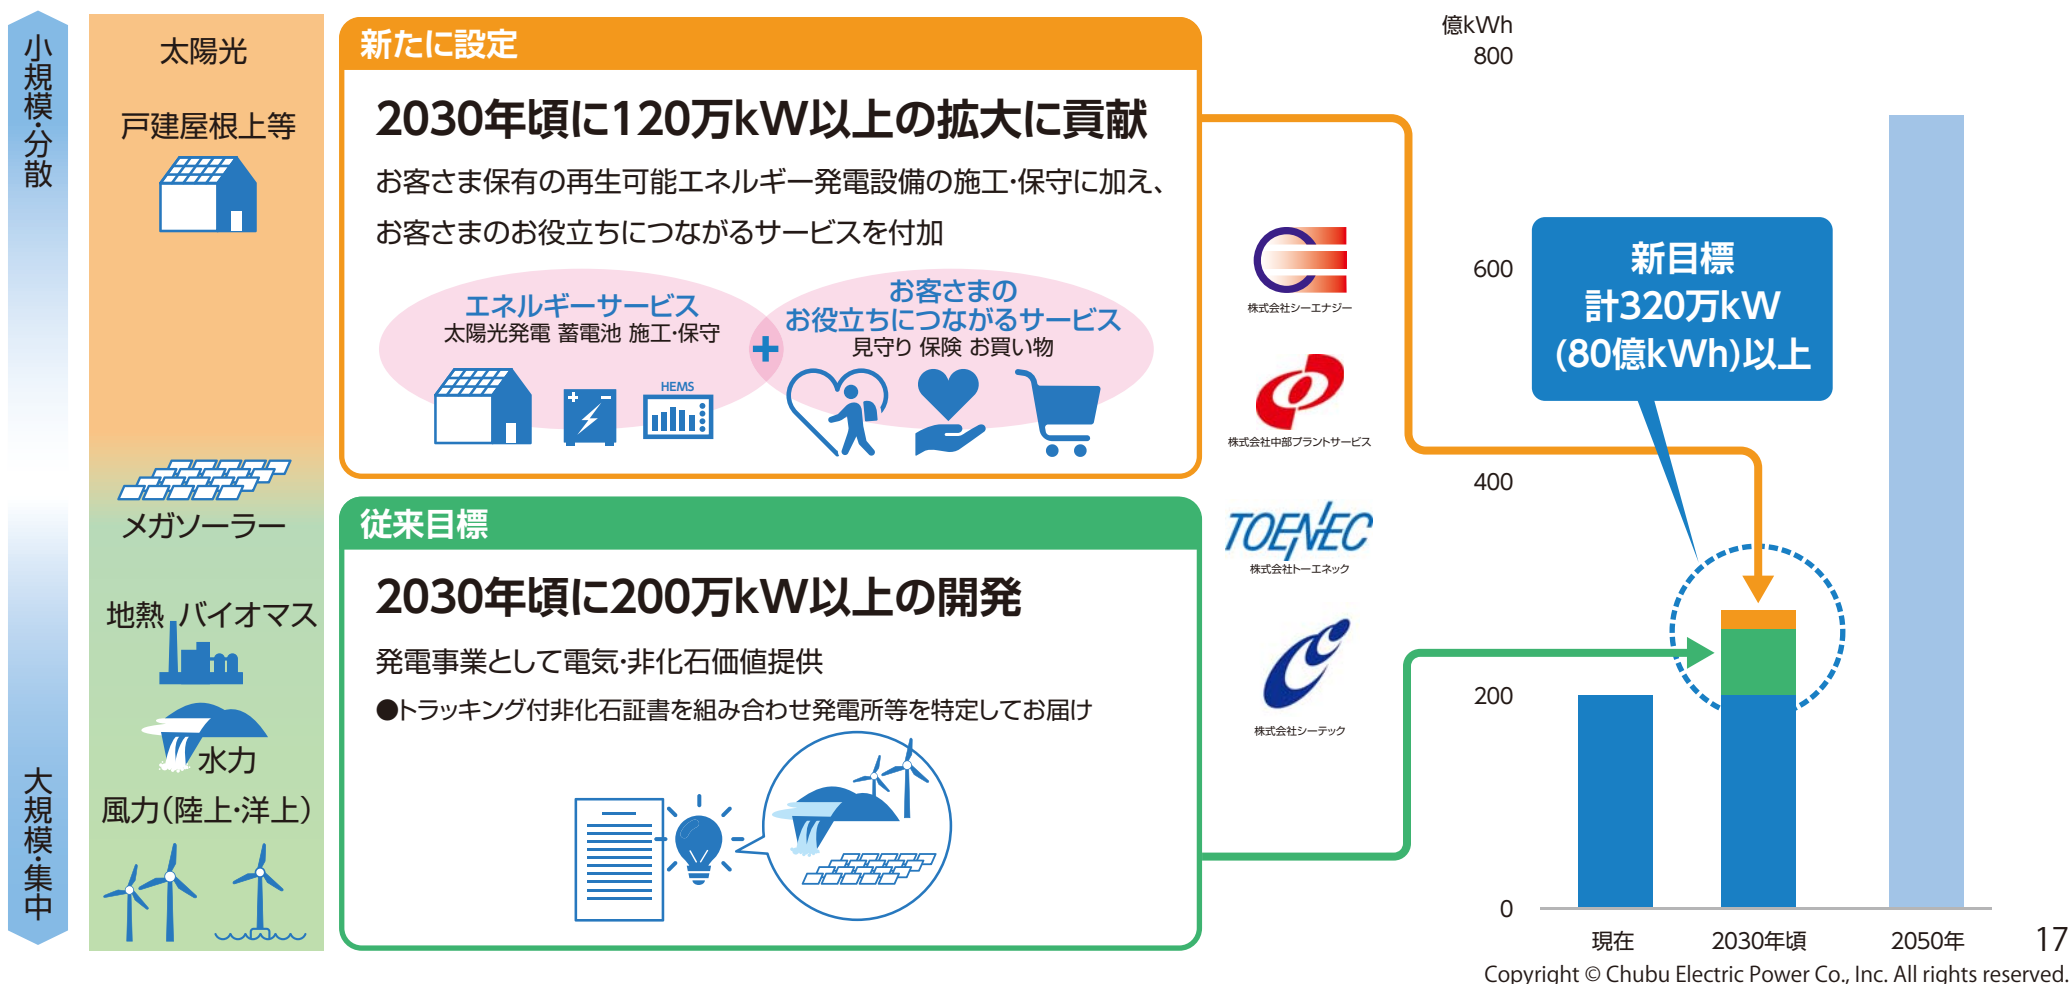 小規模・分散
大規模・集中
太陽光
戸建屋根上等
メガソーラー
地熱 バイオマス
水力
風力（陸上・洋上）
新たに設定
2030年頃に120万kW以上の拡大に貢献
お客さま保有の再生可能エネルギー発電設備の施工・保守に加え、
お客さまのお役立ちにつながるサービスを付加
エネルギーサービス
太陽光発電 蓄電池 施工・保守
HEMS
＋
お客さまの
お役立ちにつながるサービス
見守り 保険 お買い物
従来目標
2030年頃に200万kW以上の開発
発電事業として電気・非化石価値提供
●トラッキング付非化石証書を組み合わせ発電所等を特定してお届け
株式会社シーエナジー
株式会社中部プラントサービス
TOENEC
株式会社トーエネック
株式会社シーテック
億kWh
800
600
400
200
0
新目標
計320万kW
(80億kWh)以上
現在
2030年頃
2050年
17
Copyright © Chubu Electric Power Co., Inc. All rights reserved.